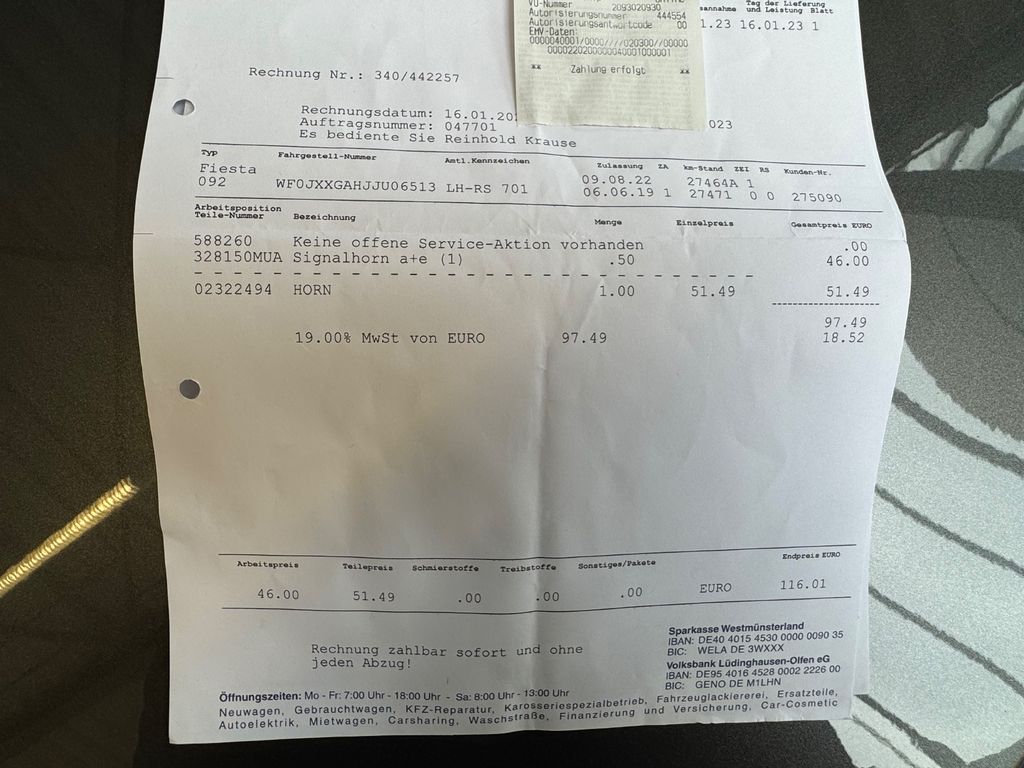 VU-Nummer 2093020930
Autorisierungsnummer 444554
Autorisierungsantwortcode 00
EMV-Daten:
0000040001/0000////020300//00000
** Zahlung erfolgt **
Tag der Lieferung
sannahme und Leistung Blatt
1.23 16.01.23 1
Rechnung Nr.: 340/442257
Rechnungsdatum: 16.01.20
Auftragsnummer: 047701 023
Es bediente Sie Reinhold Krause
Typ Fahrgestell-Nummer Amtl.Kennzeichen Zulassung ZA km-Stand ZEI RS Kunden-Nr.
Fiesta 09.08.22 27464A 1
092 WF0JXXGAHJJU06513 LH-RS 701 06.06.19 1 27471 0 0 275090
Arbeitsposition
Teile-Nummer Bezeichnung Menge Einzelpreis Gesamtpreis EURO
588260 Keine offene Service-Aktion vorhanden .00
328150MUA Signalhorn a+e (1) .50 46.00
02322494 HORN 1.00 51.49 51.49
97.49
19.00% MwSt von EURO 97.49 18.52
Arbeitspreis Teilepreis Schmierstoffe Treibstoffe Sonstiges/Pakete Endpreis EURO
46.00 51.49 .00 .00 .00 EURO 116.01
Rechnung zahlbar sofort und ohne
jeden Abzug!
Sparkasse Westmünsterland
IBAN: DE40 4015 4530 0000 0090 35
BIC: WELA DE 3WXXX
Volksbank Lüdinghausen-Olfen eG
IBAN: DE95 4016 4528 0002 2226 00
BIC: GENO DE M1LHN
Öffnungszeiten: Mo - Fr: 7:00 Uhr - 18:00 Uhr - Sa: 8:00 Uhr - 13:00 Uhr
Neuwagen, Gebrauchtwagen, KFZ-Reparatur, Karosseriespezialbetrieb, Fahrzeuglackiererei, Ersatzteile,
Autoelektrik, Mietwagen, Carsharing, Waschstraße, Finanzierung und Versicherung, Car-Cosmetic